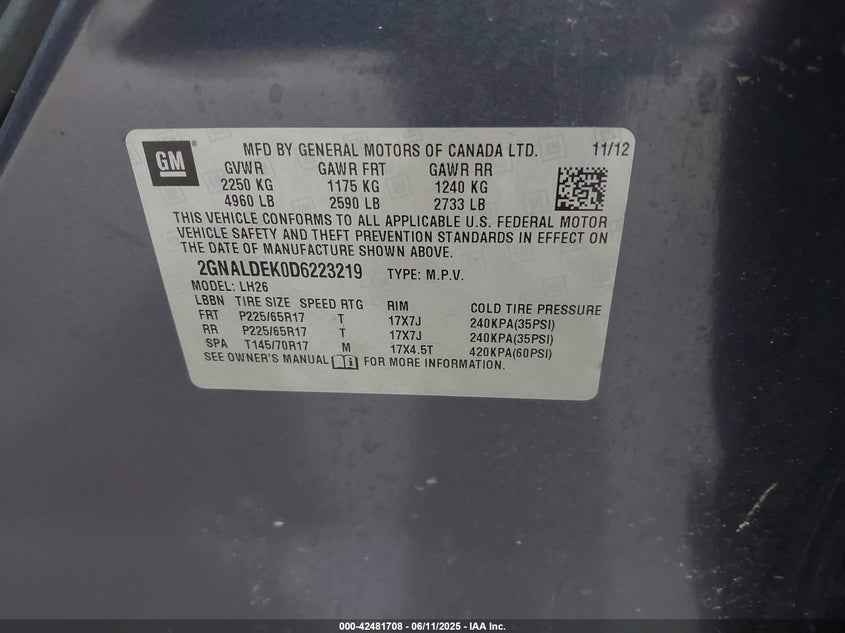 GM
MFD BY GENERAL MOTORS OF CANADA LTD. 11/12
GVWR GAWR FRT GAWR RR
2250 KG 1175 KG 1240 KG
4960 LB 2590 LB 2733 LB
THIS VEHICLE CONFORMS TO ALL APPLICABLE U.S. FEDERAL MOTOR
VEHICLE SAFETY AND THEFT PREVENTION STANDARDS IN EFFECT ON
THE DATE OF MANUFACTURE SHOWN ABOVE.
2GNALDEK0D6223219 TYPE: M.P.V.
MODEL: LH26
LBBN TIRE SIZE SPEED RTG RIM COLD TIRE PRESSURE
FRT P225/65R17 T 17X7J 240KPA(35PSI)
RR P225/65R17 T 17X7J 240KPA(35PSI)
SPA T145/70R17 M 17X4.5T 420KPA(60PSI)
SEE OWNER'S MANUAL FOR MORE INFORMATION.
000-42481708 - 06/11/2025 - IAA Inc.